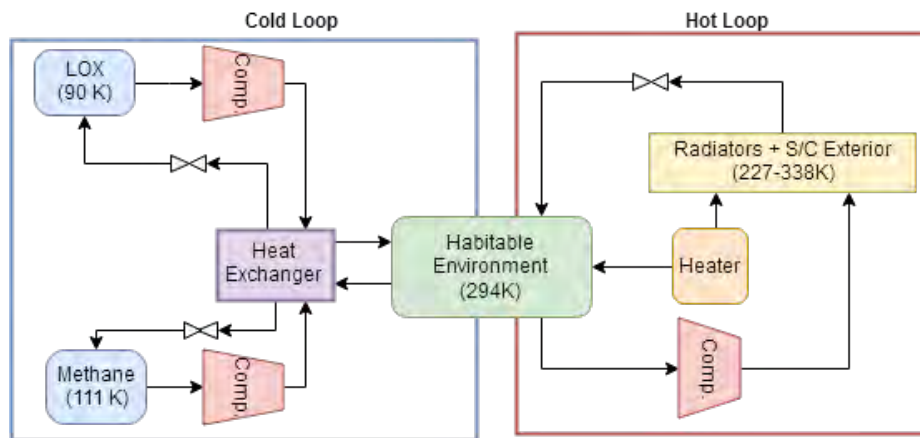 Cold Loop
Hot Loop
LOX
(90 K)
Comp.
Radiators + S/C Exterior
(227-338K)
Heat
Exchanger
Habitable
Environment
(294K)
Heater
Methane
(111 K)
Comp.
Comp.